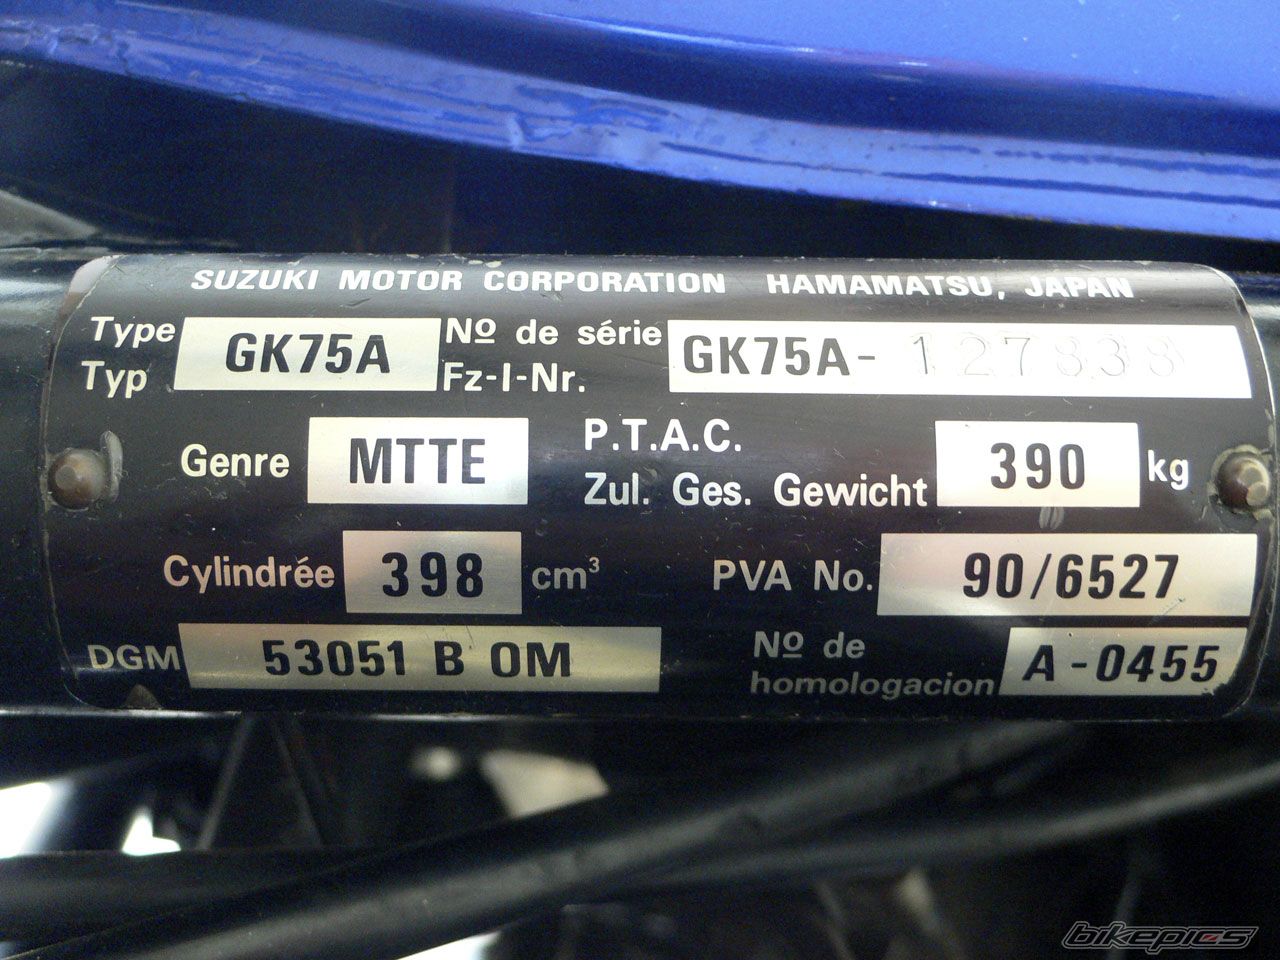 SUZUKI MOTOR CORPORATION HAMAMATSU, JAPAN
Type GK75A Nº de série GK75A- 127838
Typ Fz-I-Nr.
Genre MTTE P.T.A.C. 390 kg
Zul. Ges. Gewicht
Cylindrée 398 cm³ PVA No. 90/6527
DGM 53051 B OM Nº de homologacion A-0455
bikepics